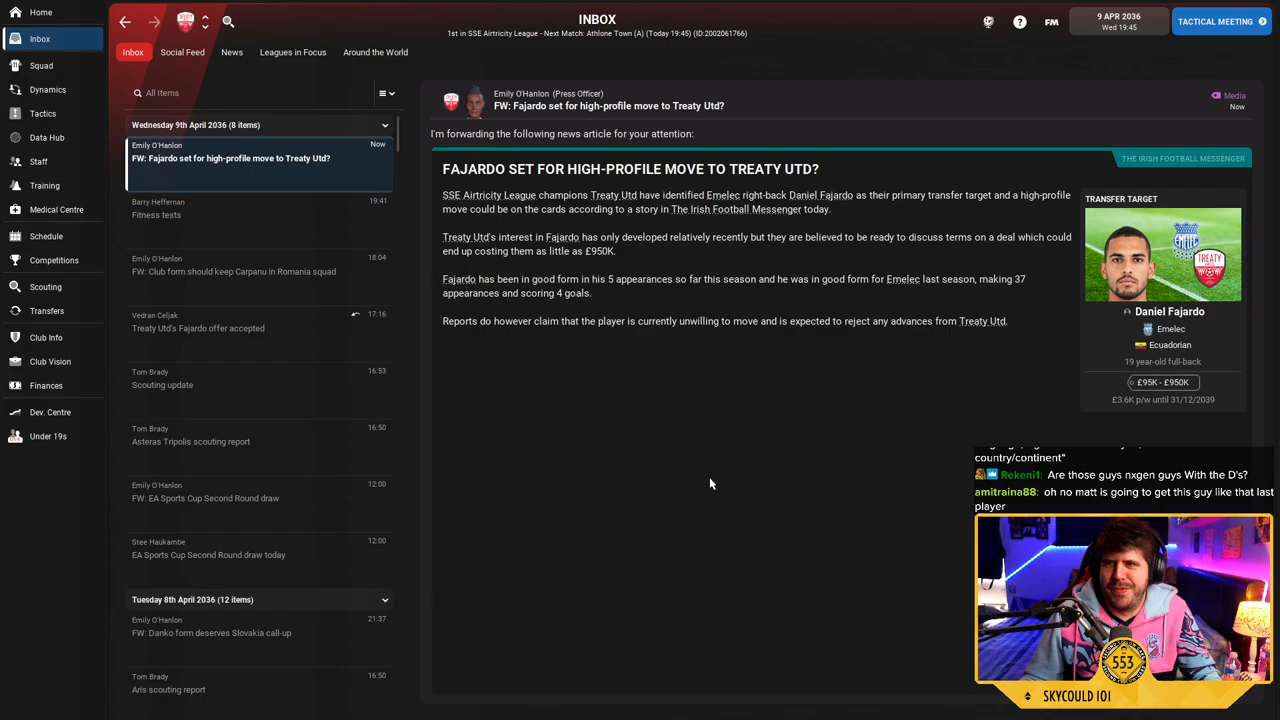 Home
Inbox
Squad
Dynamics
Tactics
Data Hub
Staff
Training
Medical Centre
Schedule
Competitions
Scouting
Transfers
Club Info
Club Vision
Finances
Dev. Centre
Under 19s
INBOX
1st in SSE Airtricity League - Next Match: Athlone Town (A) (Today 19:45) (ID:2002061766)
FM
9 APR 2036
Wed 19:45
TACTICAL MEETING
Inbox
Social Feed
News
Leagues in Focus
Around the World
All Items
Wednesday 9th April 2036 (8 items)
Emily O'Hanlon
Now
FW: Fajardo set for high-profile move to Treaty Utd?
Barry Heffernan
19:41
Fitness tests
Emily O'Hanlon
18:04
FW: Club form should keep Carpanu in Romania squad
Vedran Celjak
17:16
Treaty Utd's Fajardo offer accepted
Tom Brady
16:53
Scouting update
Tom Brady
16:50
Asteras Tripolis scouting report
Emily O'Hanlon
12:00
FW: EA Sports Cup Second Round draw
Stee Haukambe
12:00
EA Sports Cup Second Round draw today
Tuesday 8th April 2036 (12 items)
Emily O'Hanlon
21:37
FW: Danko form deserves Slovakia call-up
Tom Brady
16:50
Aris scouting report
Emily O'Hanlon (Press Officer)
FW: Fajardo set for high-profile move to Treaty Utd?
Media
Now
I'm forwarding the following news article for your attention:
THE IRISH FOOTBALL MESSENGER
FAJARDO SET FOR HIGH-PROFILE MOVE TO TREATY UTD?
SSE Airtricity League champions Treaty Utd have identified Emelec right-back Daniel Fajardo as their primary transfer target and a high-profile
move could be on the cards according to a story in The Irish Football Messenger today.
Treaty Utd's interest in Fajardo has only developed relatively recently but they are believed to be ready to discuss terms on a deal which could
end up costing them as little as £950K.
Fajardo has been in good form in his 5 appearances so far this season and he was in good form for Emelec last season, making 37
appearances and scoring 4 goals.
Reports do however claim that the player is currently unwilling to move and is expected to reject any advances from Treaty Utd.
TRANSFER TARGET
EMELEC
TREATY
Daniel Fajardo
Emelec
Ecuadorian
19 year-old full-back
£95K - £950K
£3.6K p/w until 31/12/2039
country/continent"
Rekeni1: Are those guys nxgen guys With the D's?
amitraina88: oh no matt is going to get this guy like that last
player
553
SKYCOULD 101